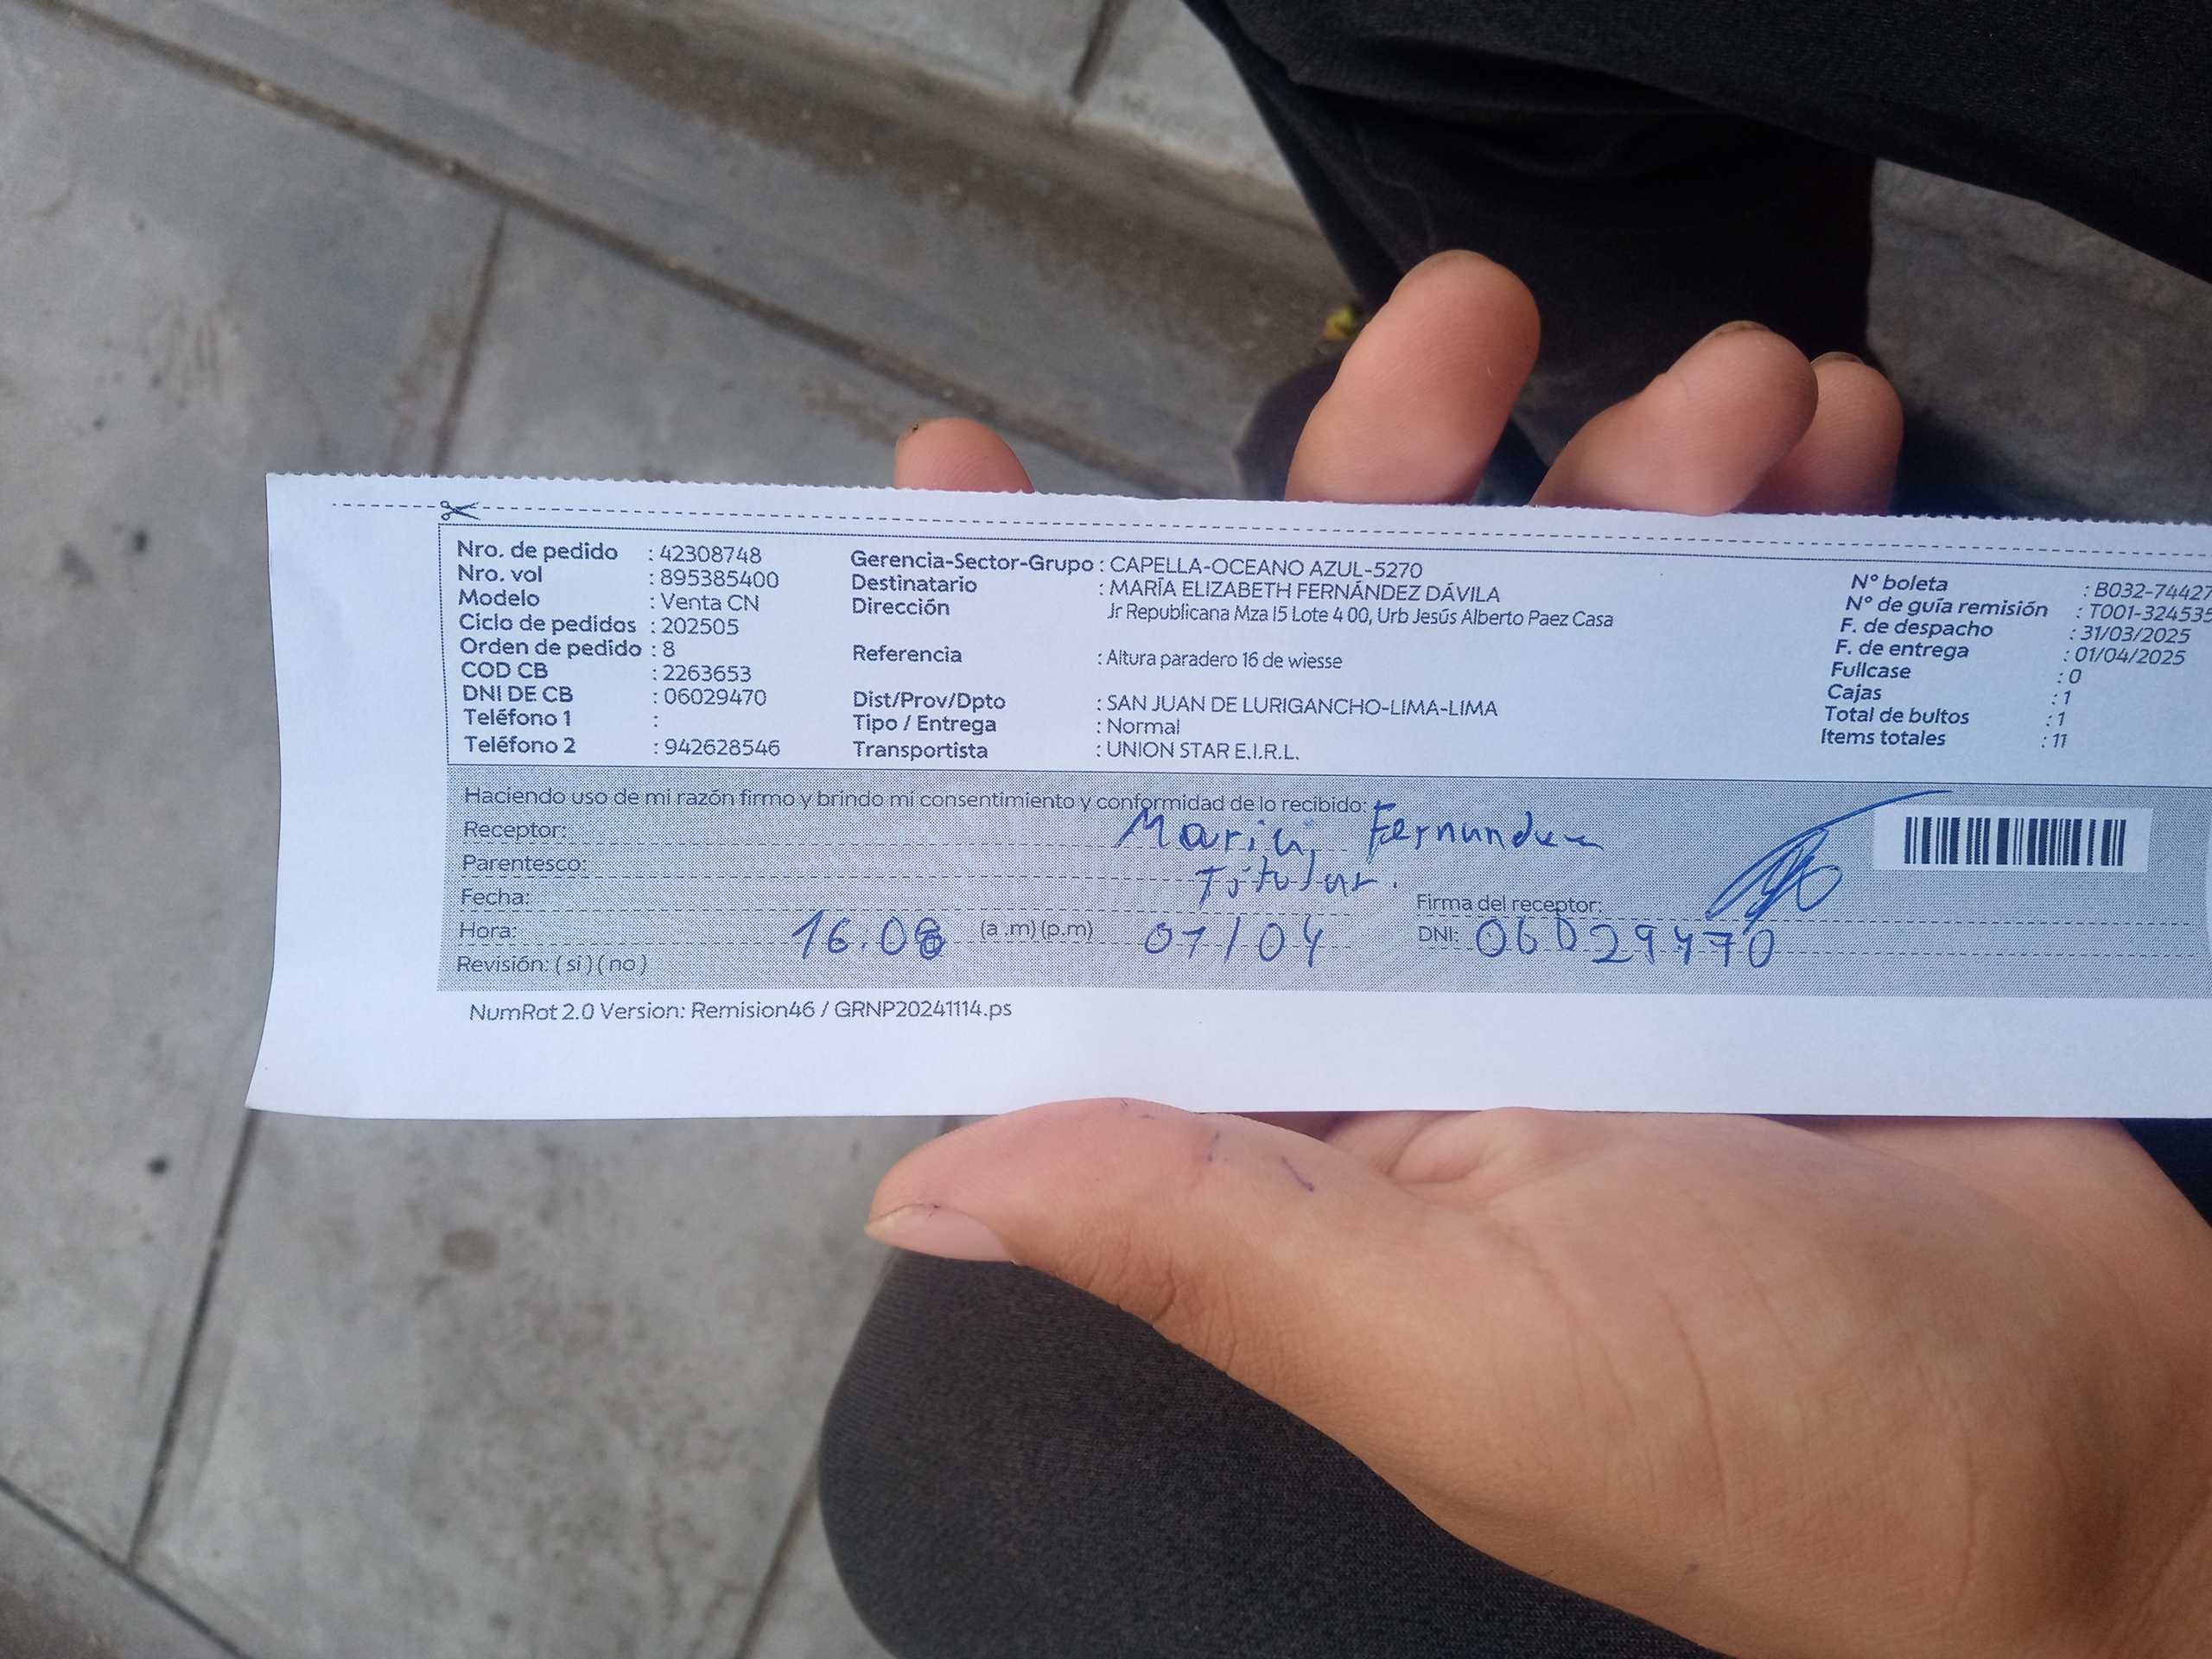 Nro. de pedido : 42308748
Nro. vol : 895385400
Modelo : Venta CN
Ciclo de pedidos : 202505
Orden de pedido : 8
COD CB : 2263653
DNI DE CB : 06029470
Teléfono 1 :
Teléfono 2 : 942628546
Gerencia-Sector-Grupo : CAPELLA-OCEANO AZUL-5270
Destinatario : MARÍA ELIZABETH FERNÁNDEZ DÁVILA
Dirección Jr Republicana Mza I5 Lote 4 00, Urb Jesús Alberto Paez Casa
Referencia : Altura paradero 16 de wiesse
Dist/Prov/Dpto : SAN JUAN DE LURIGANCHO-LIMA-LIMA
Tipo / Entrega : Normal
Transportista : UNION STAR E.I.R.L.
N° boleta : B032-74427
N° de guía remisión : T001-324535
F. de despacho : 31/03/2025
F. de entrega : 01/04/2025
Fullcase : 0
Cajas : 1
Total de bultos : 1
Items totales : 11
Haciendo uso de mi razón firmo y brindo mi consentimiento y conformidad de lo recibido:
Receptor: Maria Fernandez
Parentesco: Titular.
Fecha: Firma del receptor:
Hora: 16.08 (a .m) (p.m) 01/04 DNI: 06029470
Revisión: ( si ) ( no )
NumRot 2.0 Version: Remision46 / GRNP20241114.ps